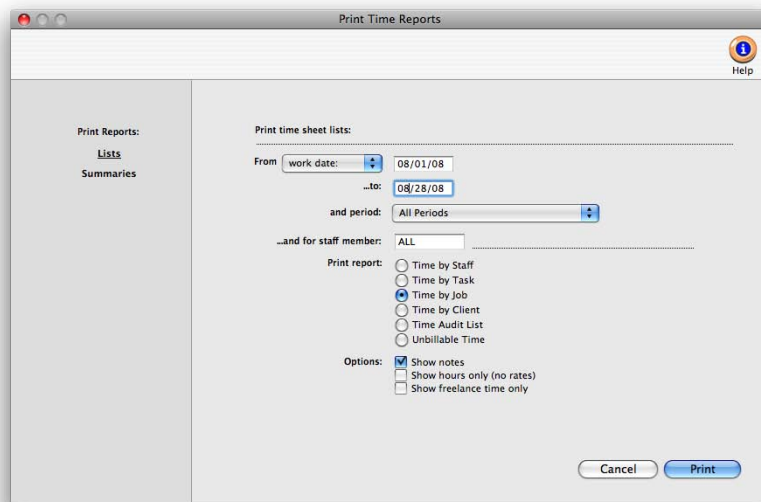 Print Time Reports
Help
Print Reports:
Lists
Summaries
Print time sheet lists:
From work date: 08/01/08
...to: 08/28/08
and period: All Periods
...and for staff member: ALL
Print report: Time by Staff
Time by Task
Time by Job
Time by Client
Time Audit List
Unbillable Time
Options: Show notes
Show hours only (no rates)
Show freelance time only
Cancel Print